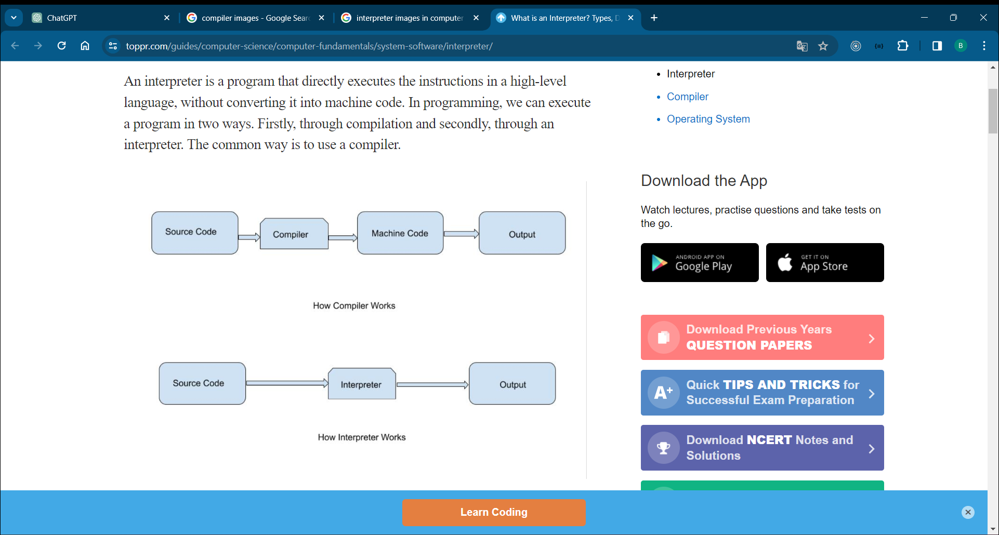 ChatGPT
compiler images - Google Sear
interpreter images in computer
What is an Interpreter? Types, D
toppr.com/guides/computer-science/computer-fundamentals/system-software/interpreter/
B
An interpreter is a program that directly executes the instructions in a high-level
language, without converting it into machine code. In programming, we can execute
a program in two ways. Firstly, through compilation and secondly, through an
interpreter. The common way is to use a compiler.
Source Code
Compiler
Machine Code
Output
How Compiler Works
Source Code
Interpreter
Output
How Interpreter Works
• Interpreter
• Compiler
• Operating System
Download the App
Watch lectures, practise questions and take tests on
the go.
ANDROID APP ON
Google Play
GET IT ON
App Store
Download Previous Years
QUESTION PAPERS
A+
Quick TIPS AND TRICKS for
Successful Exam Preparation
Download NCERT Notes and
Solutions
Learn Coding